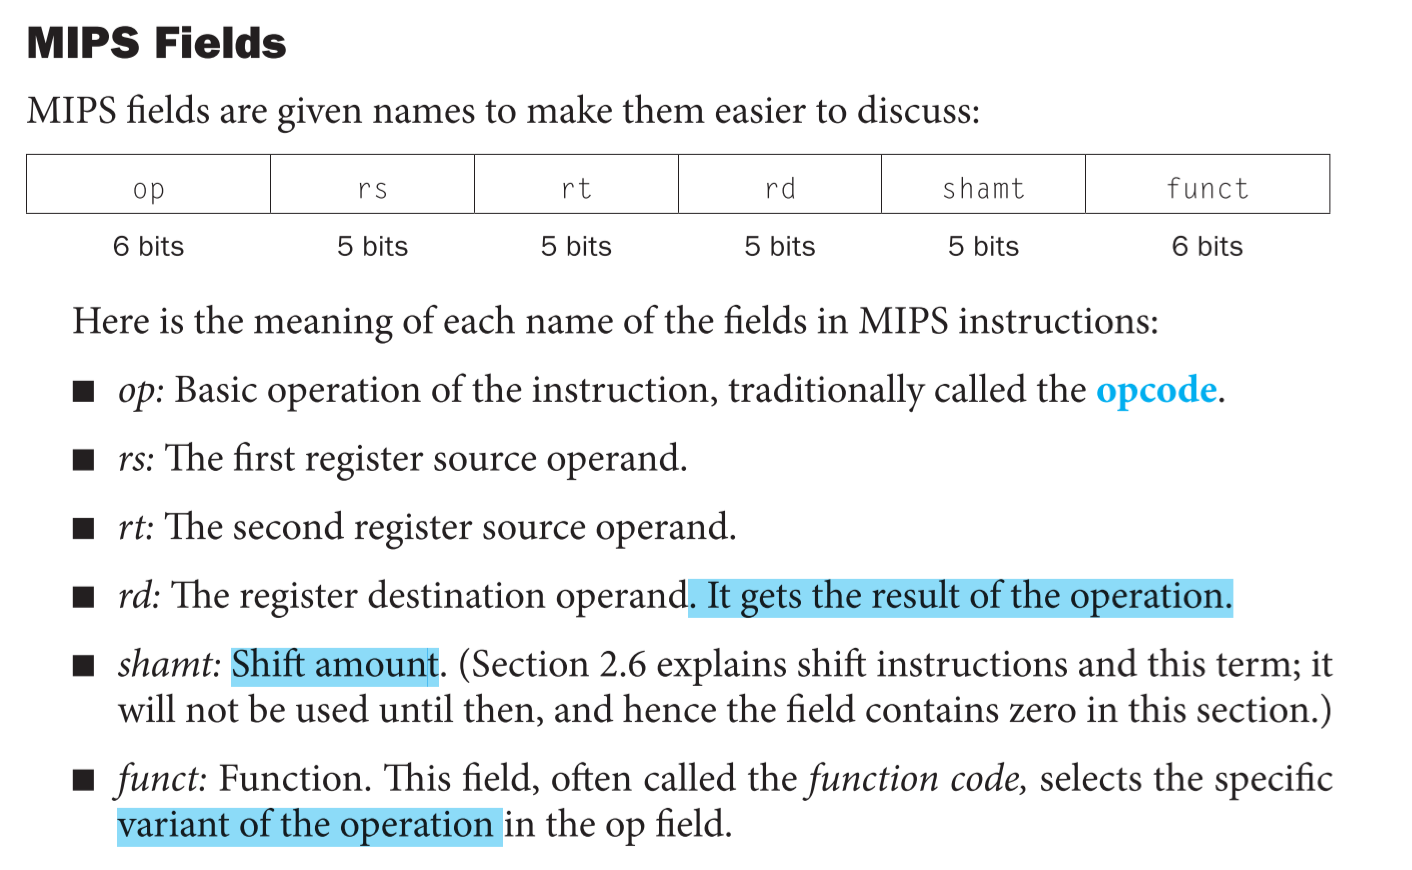 MIPS Fields
MIPS fields are given names to make them easier to discuss:
op rs rt rd shamt funct
6 bits 5 bits 5 bits 5 bits 5 bits 6 bits
Here is the meaning of each name of the fields in MIPS instructions:
■ op: Basic operation of the instruction, traditionally called the opcode.
■ rs: The first register source operand.
■ rt: The second register source operand.
■ rd: The register destination operand. It gets the result of the operation.
■ shamt: Shift amount. (Section 2.6 explains shift instructions and this term; it
will not be used until then, and hence the field contains zero in this section.)
■ funct: Function. This field, often called the function code, selects the specific
variant of the operation in the op field.